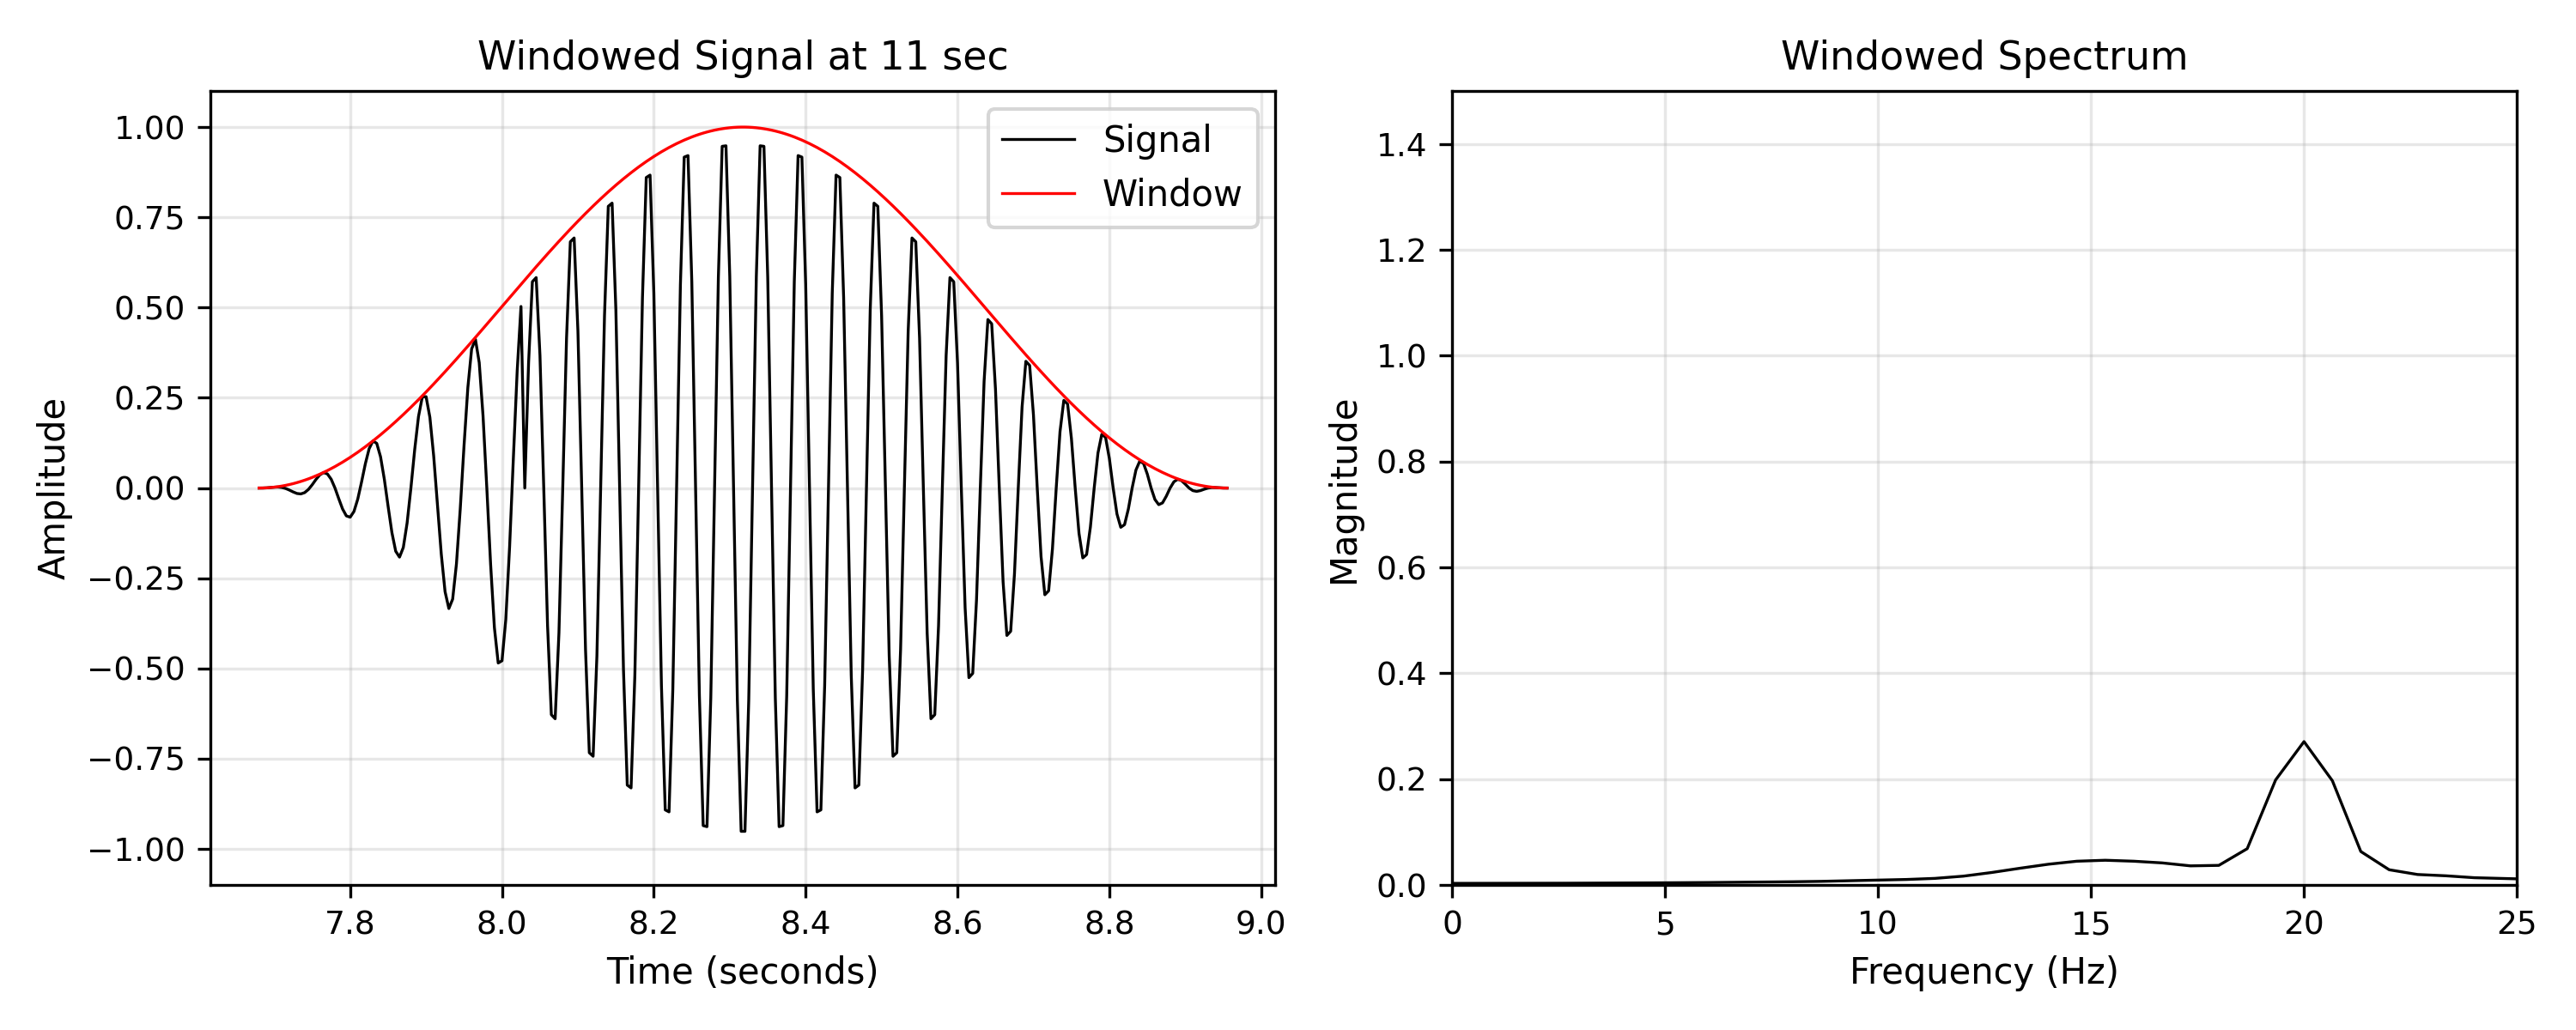 Windowed Signal at 11 sec
Signal
Window
1.00
0.75
0.50
0.25
0.00
−0.25
−0.50
−0.75
−1.00
Amplitude
7.8 8.0 8.2 8.4 8.6 8.8 9.0
Time (seconds)
Windowed Spectrum
1.4
1.2
1.0
0.8
0.6
0.4
0.2
0.0
Magnitude
0 5 10 15 20 25
Frequency (Hz)